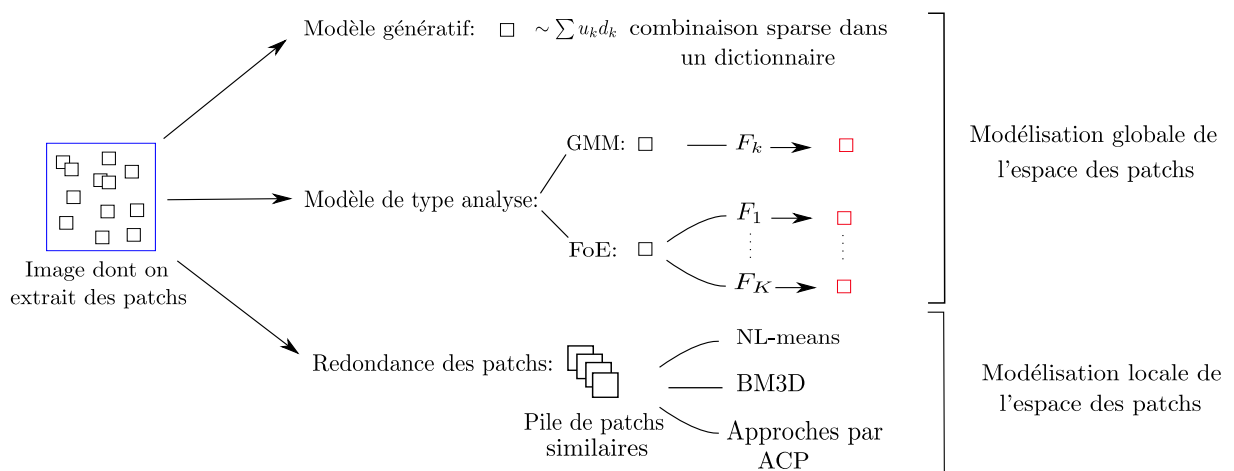 Modèle génératif: ∼ ∑ u_k d_k combinaison sparse dans
un dictionnaire
Modélisation globale de
l'espace des patchs
GMM: F_k
Modèle de type analyse:
F_1
FoE:
F_K
Image dont on
extrait des patchs
Redondance des patchs:
Pile de patchs
similaires
NL-means
BM3D
Approches par
ACP
Modélisation locale de
l'espace des patchs